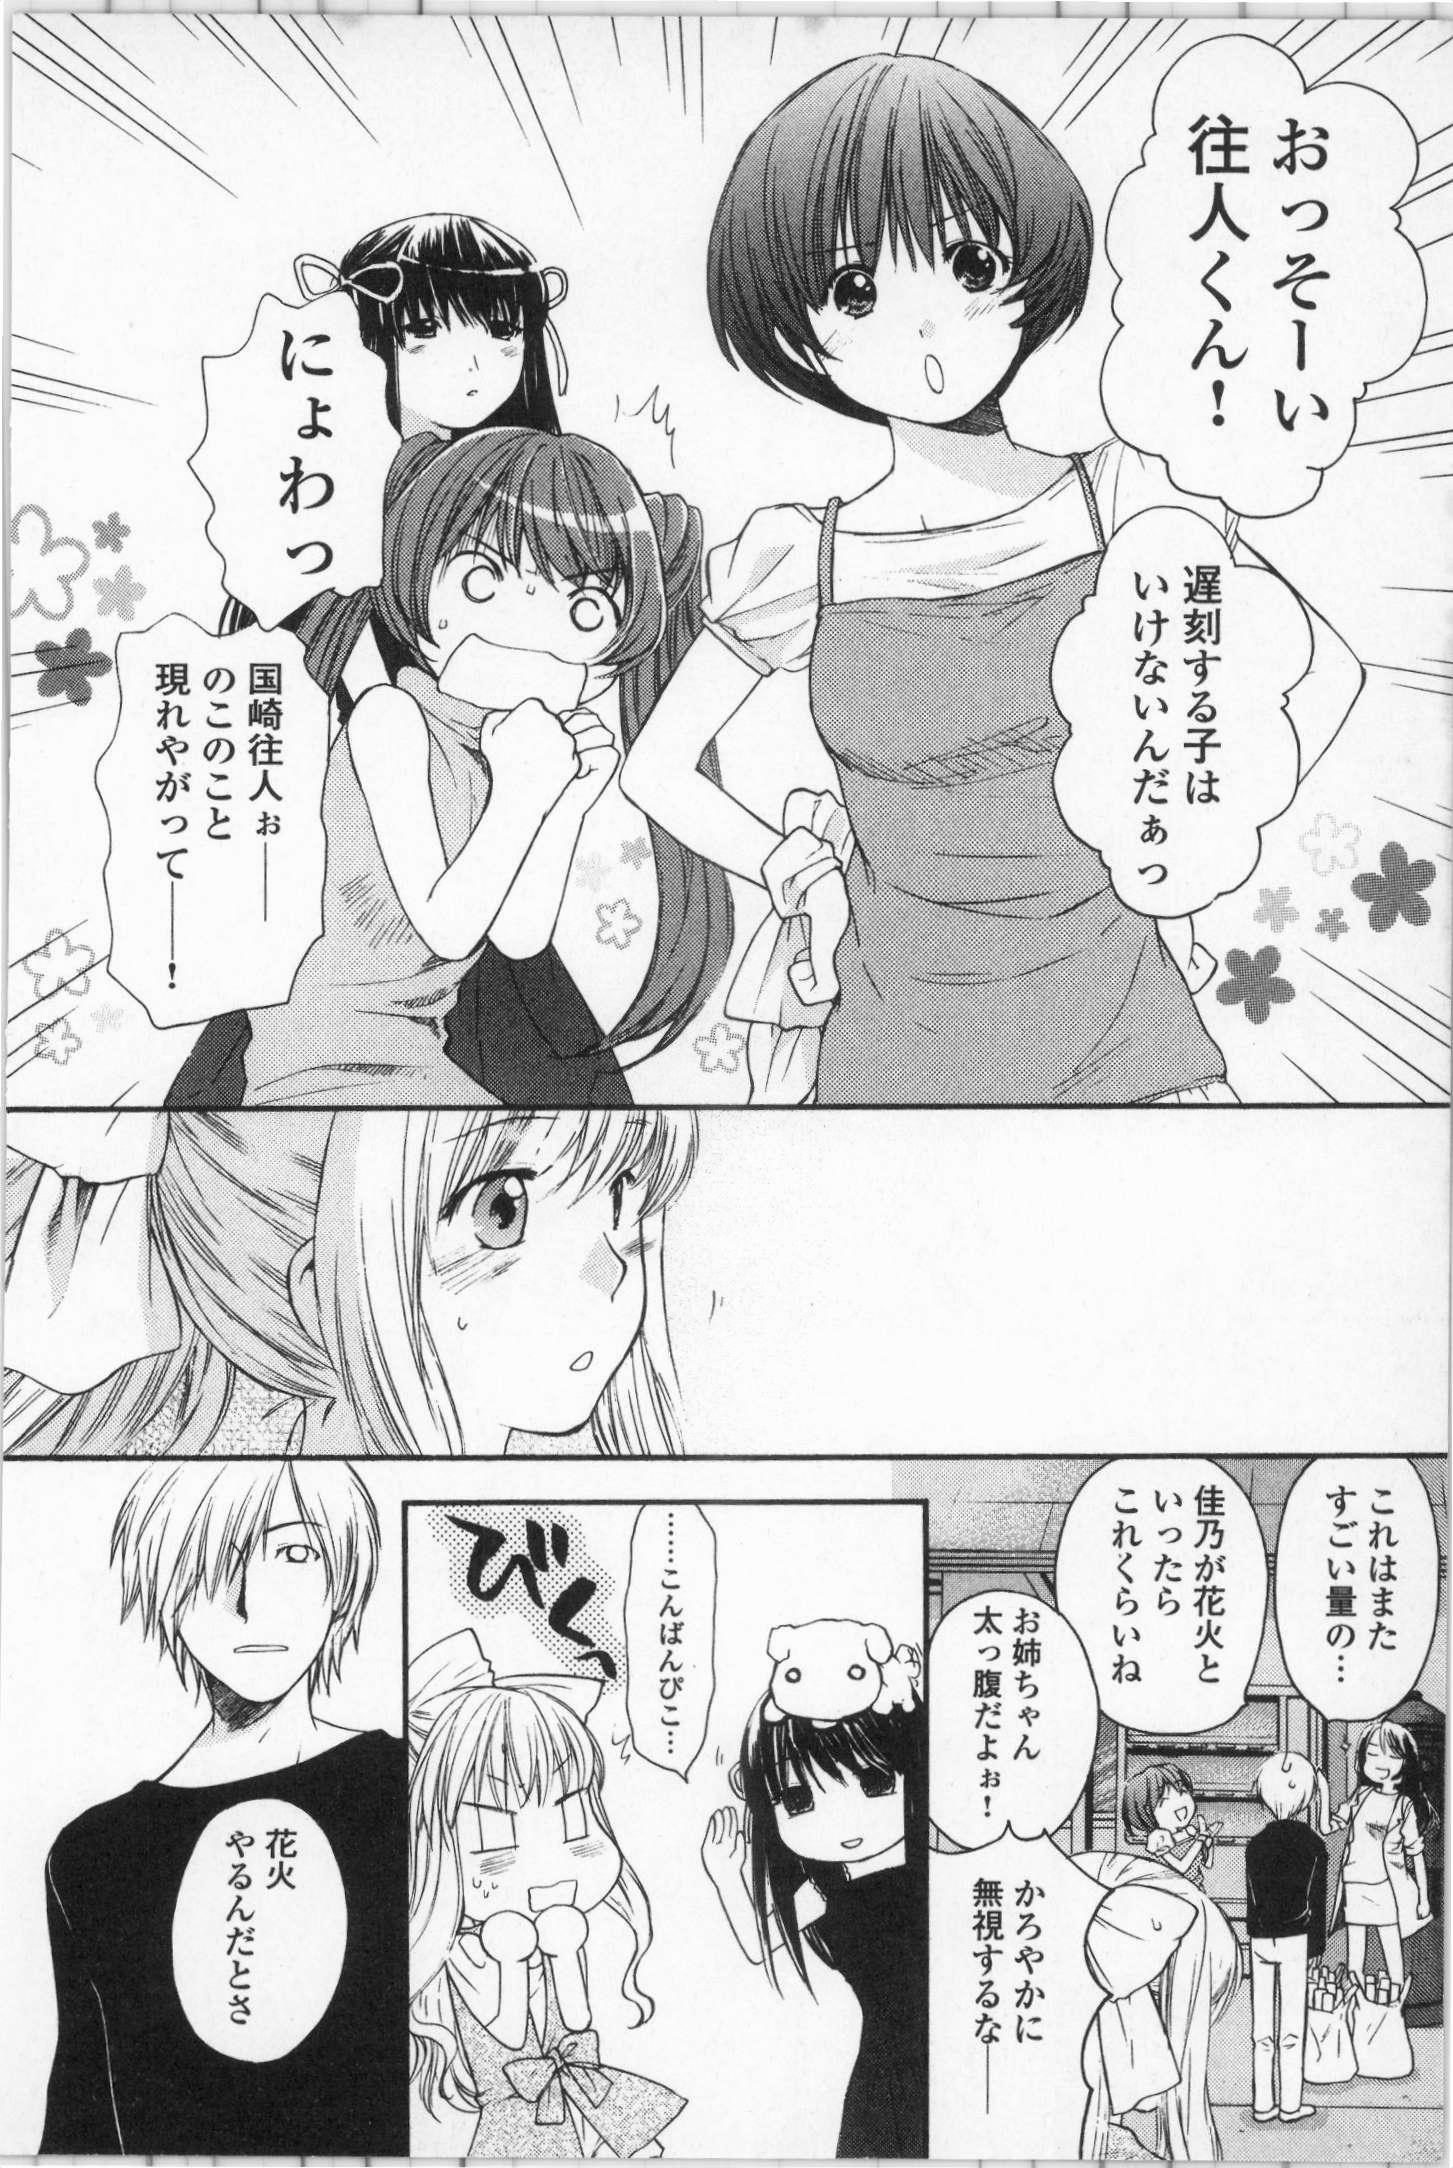 おっそーい
往人くん!
遅刻する子は
いけないんだぁっ
にょわっ
国崎往人ぉ——
のこのこと
現れやがって——!
これはまた
すごい量の…
佳乃が花火と
いったら
これくらいね
お姉ちゃん
太っ腹だよぉ!
かろやかに
無視するな——
……こんばんぴこ…
びくっ
花火
やるんだとさ